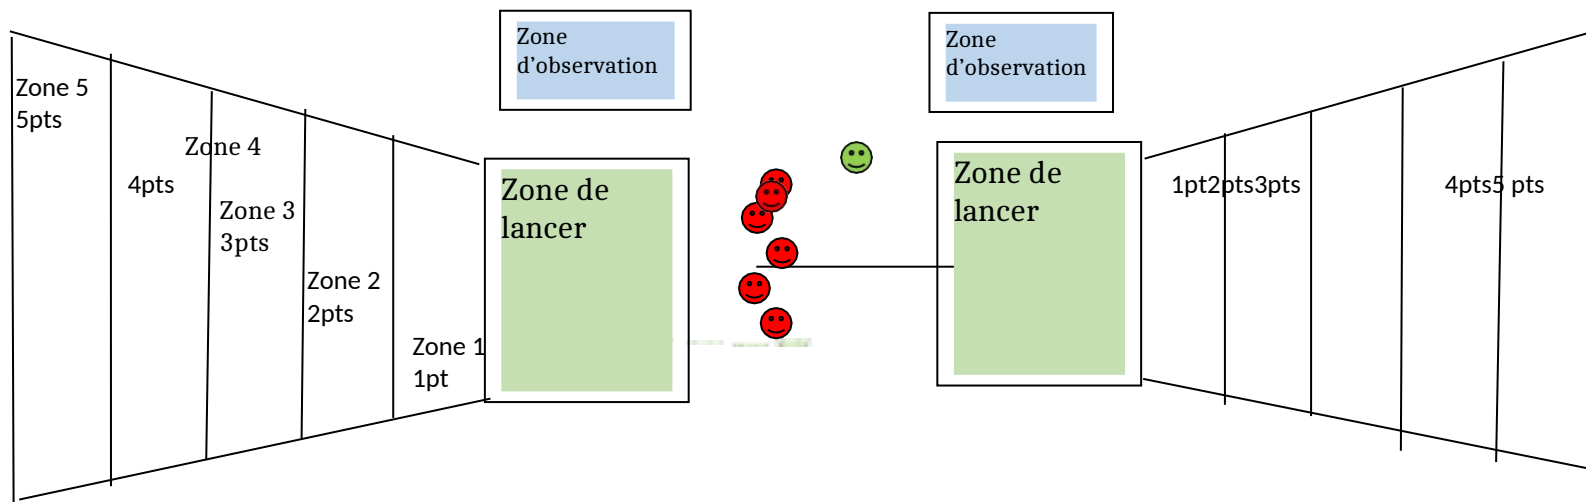 Zone
d’observation
Zone
d’observation
Zone 5
5pts
Zone 4
4pts
Zone 3
3pts
Zone 2
2pts
Zone 1
1pt
Zone de
lancer
Zone de
lancer
1pt2pts3pts
4pts5 pts